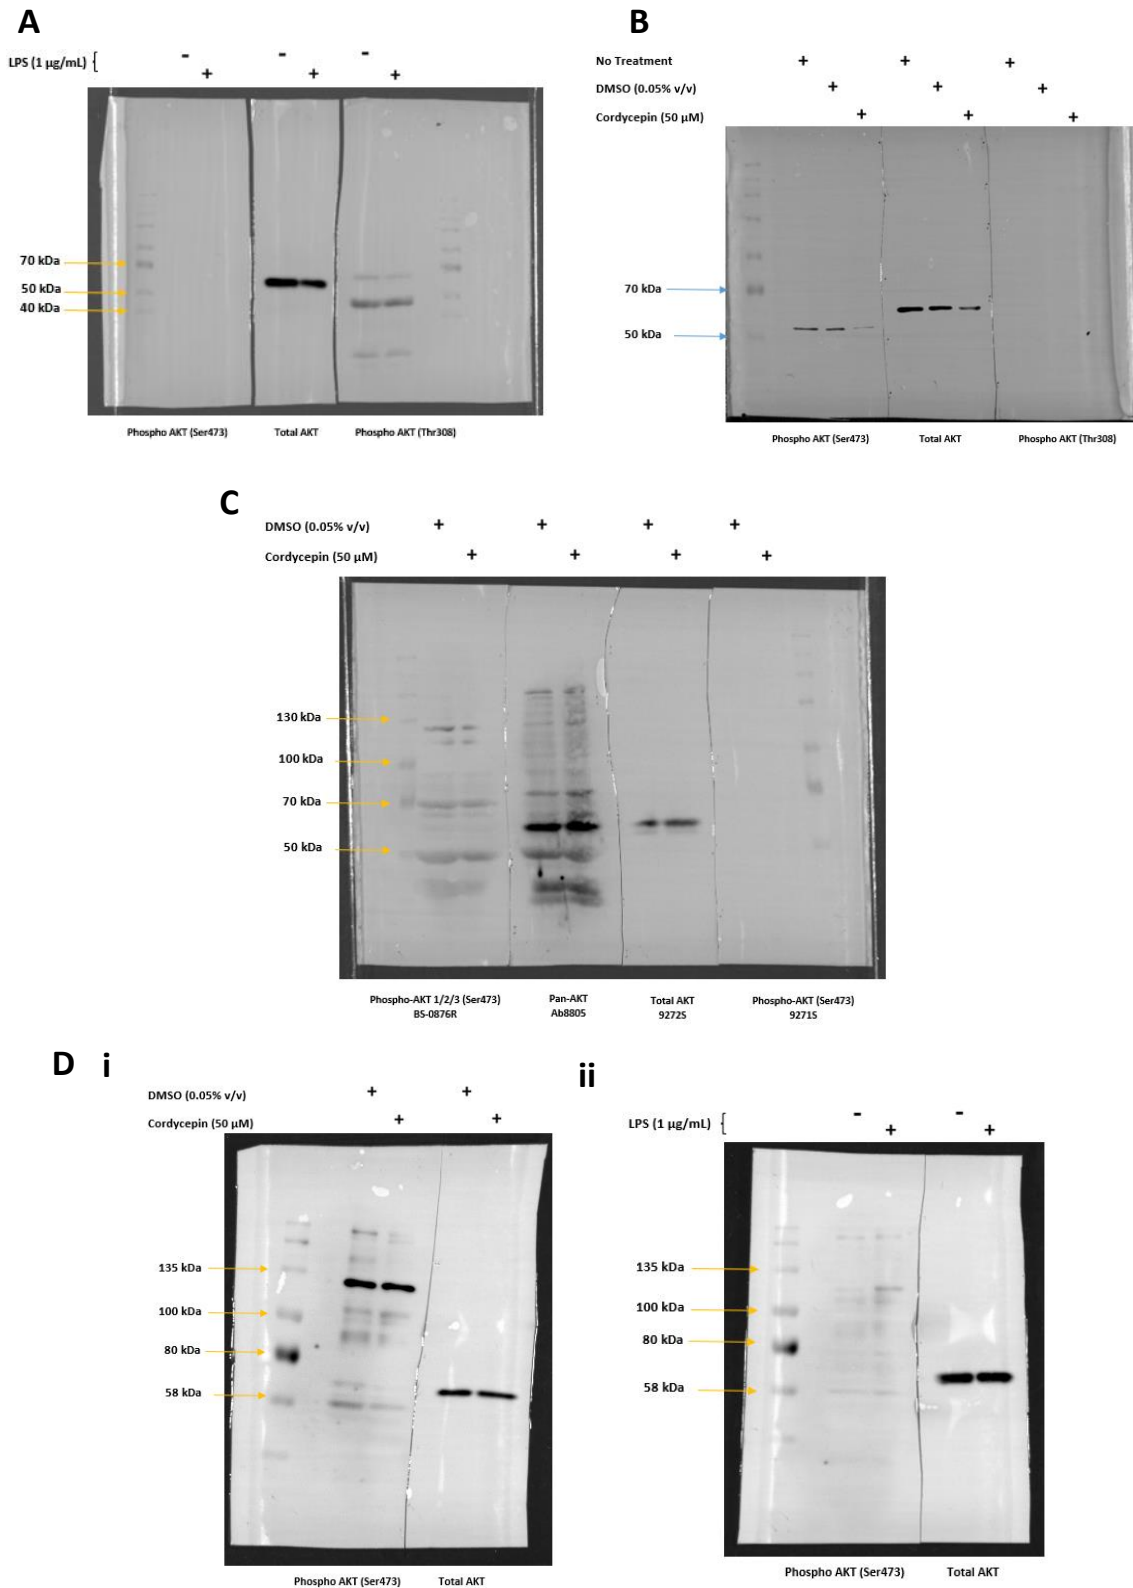 A
LPS (1 µg/mL) {
- - -
+ + +
70 kDa
50 kDa
40 kDa
Phospho AKT (Ser473) Total AKT Phospho AKT (Thr308)
B
No Treatment + + +
DMSO (0.05% v/v) + + +
Cordycepin (50 µM) + + +
70 kDa
50 kDa
Phospho AKT (Ser473) Total AKT Phospho AKT (Thr308)
C
DMSO (0.05% v/v) + + + +
Cordycepin (50 µM) + + + +
130 kDa
100 kDa
70 kDa
50 kDa
Phospho-AKT 1/2/3 (Ser473) Pan-AKT Total AKT Phospho-AKT (Ser473)
BS-0876R Ab8805 9272S 9271S
D i
DMSO (0.05% v/v) + +
Cordycepin (50 µM) + +
135 kDa
100 kDa
80 kDa
58 kDa
Phospho AKT (Ser473) Total AKT
ii
LPS (1 µg/mL) {
- -
+ +
135 kDa
100 kDa
80 kDa
58 kDa
Phospho AKT (Ser473) Total AKT